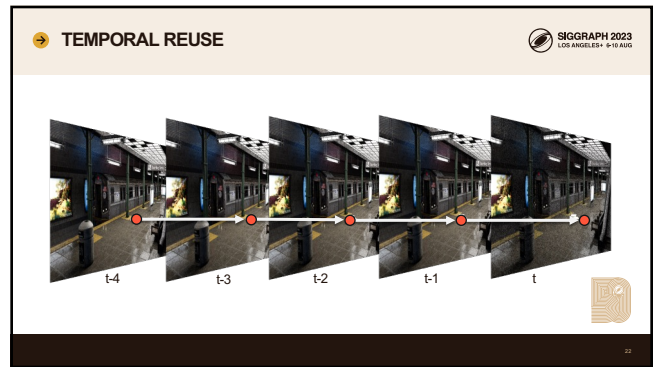 TEMPORAL REUSE
SIGGRAPH 2023
LOS ANGELES+ 6-10 AUG
t-4
t-3
t-2
t-1
t
22